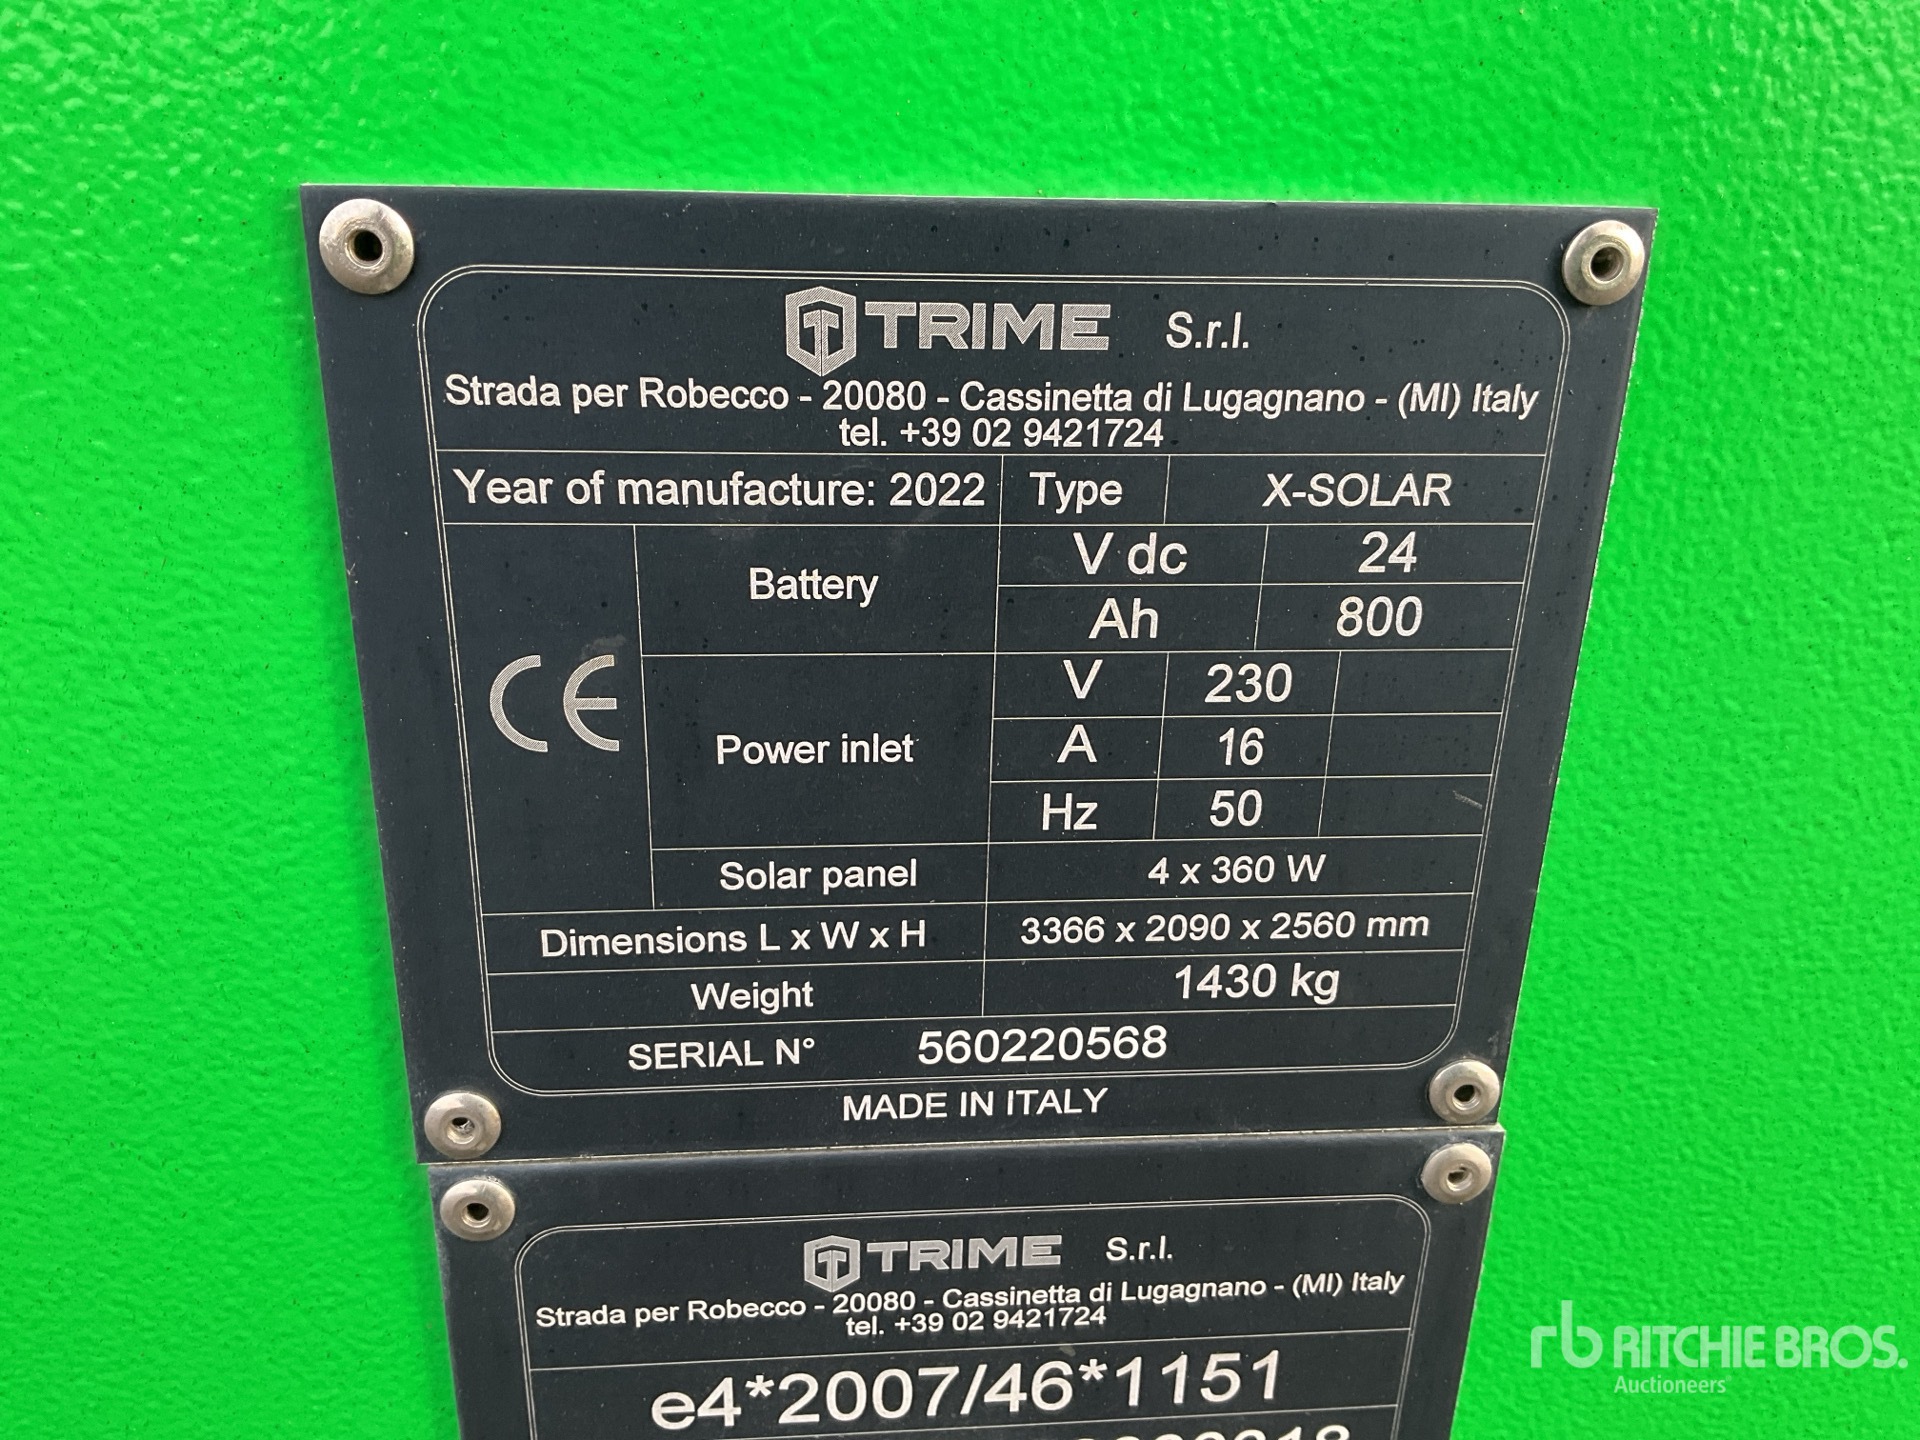 TRIME S.r.l.
Strada per Robecco - 20080 - Cassinetta di Lugagnano - (MI) Italy
tel. +39 02 9421724
Year of manufacture: 2022 Type X-SOLAR
CE
Battery
V dc 24
Ah 800
Power inlet
V 230
A 16
Hz 50
Solar panel 4 x 360 W
Dimensions L x W x H 3366 x 2090 x 2560 mm
Weight 1430 kg
SERIAL N° 560220568
MADE IN ITALY
TRIME S.r.l.
Strada per Robecco - 20080 - Cassinetta di Lugagnano - (MI) Italy
tel. +39 02 9421724
e4*2007/46*1151
rb RITCHIE BROS.
Auctioneers